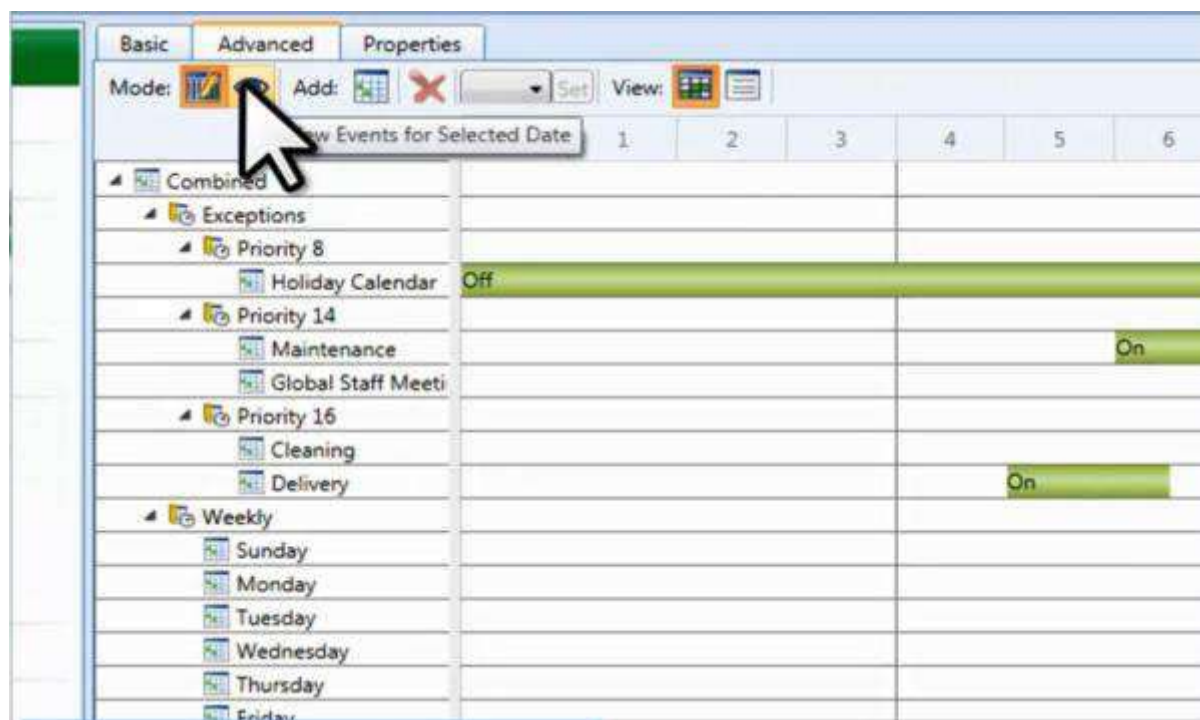 Basic Advanced Properties
Mode: Add: Set View:
Events for Selected Date
1 2 3 4 5 6
Combined
Exceptions
Priority 8
Holiday Calendar Off
Priority 14
Maintenance On
Global Staff Meeti
Priority 16
Cleaning
Delivery On
Weekly
Sunday
Monday
Tuesday
Wednesday
Thursday
Friday